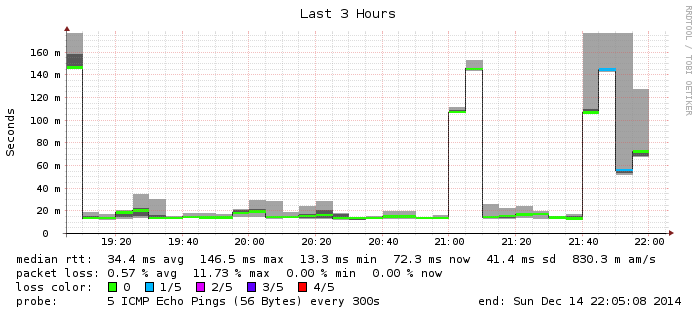 Last 3 Hours
RRDTOOL / TOBI OETIKER
Seconds
160 m
140 m
120 m
100 m
80 m
60 m
40 m
20 m
0
19:20 19:40 20:00 20:20 20:40 21:00 21:20 21:40 22:00
median rtt: 34.4 ms avg 146.5 ms max 13.3 ms min 72.3 ms now 41.4 ms sd 830.3 m am/s
packet loss: 0.57 % avg 11.73 % max 0.00 % min 0.00 % now
loss color: 0 1/5 2/5 3/5 4/5
probe: 5 ICMP Echo Pings (56 Bytes) every 300s end: Sun Dec 14 22:05:08 2014